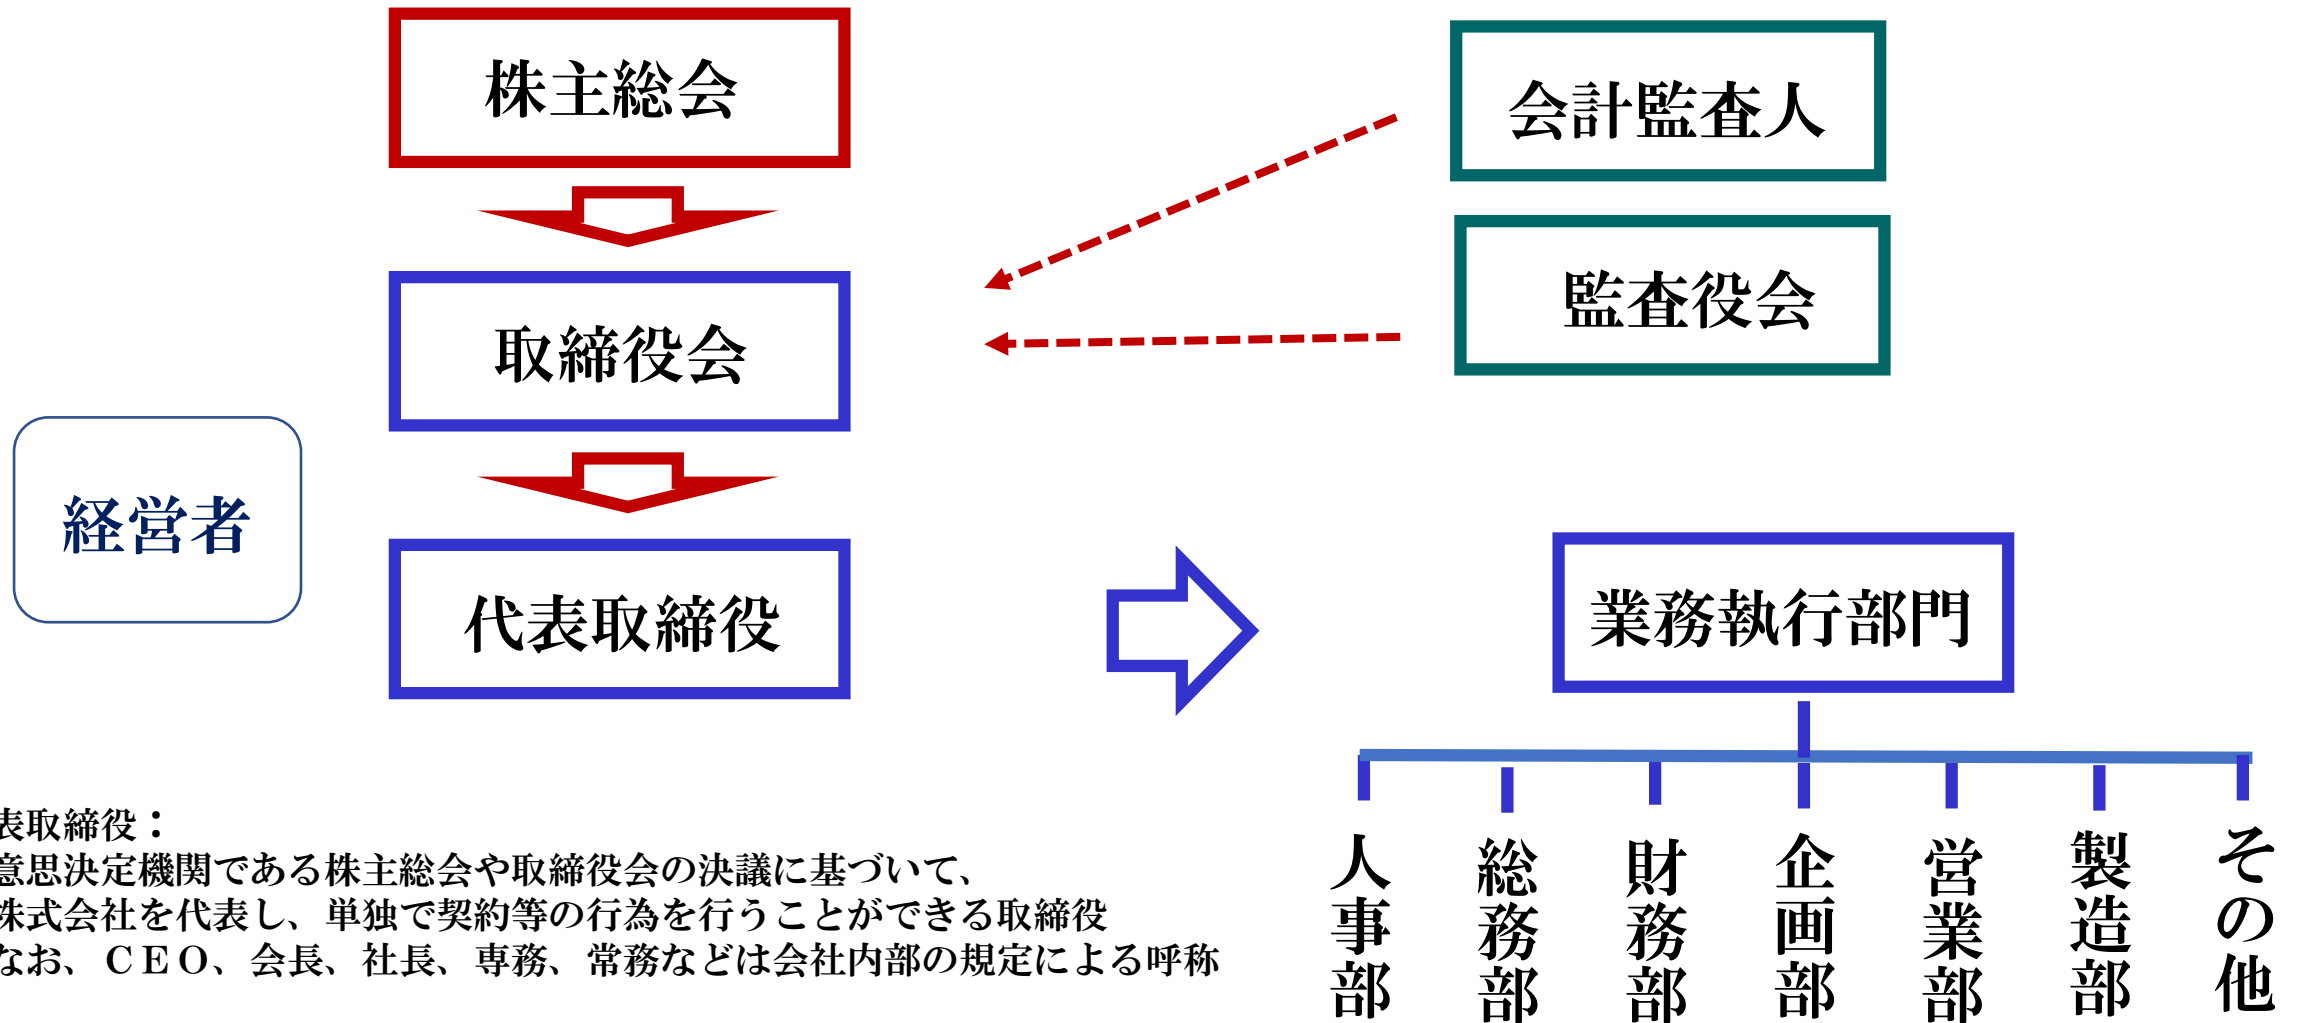 株主総会
会計監査人
監査役会
取締役会
経営者
代表取締役
業務執行部門
人事部
総務部
財務部
企画部
営業部
製造部
その他
表取締役：
意思決定機関である株主総会や取締役会の決議に基づいて、
株式会社を代表し、単独で契約等の行為を行うことができる取締役
なお、ＣＥＯ、会長、社長、専務、常務などは会社内部の規定による呼称